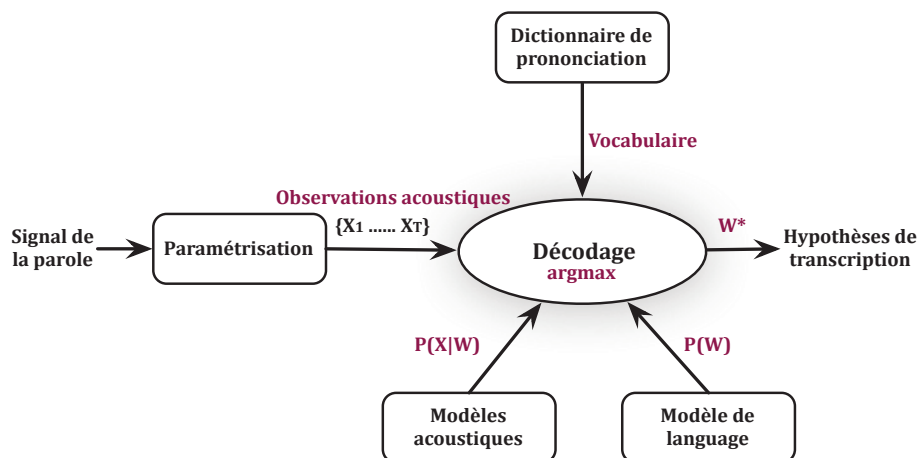 Dictionnaire de
prononciation
Vocabulaire
Observations acoustiques
{X1 ...... XT}
Signal de
la parole
Paramétrisation
Décodage
argmax
W*
Hypothèses de
transcription
P(X|W)
P(W)
Modèles
acoustiques
Modèle de
language